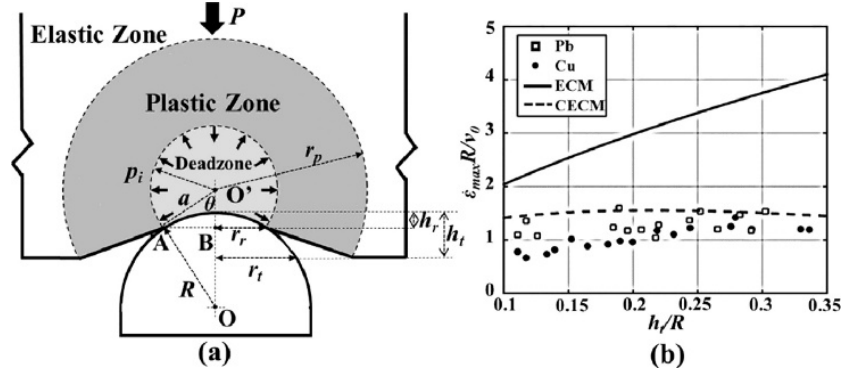 P
Elastic Zone
Plastic Zone
Deadzone
p_i
r_p
a
θ
O'
A
B
r_r
h_r
h_t
r_t
R
O
(a)
Pb
Cu
ECM
CECM
ε̇_max R/v_0
5
4
3
2
1
0
0.1 0.15 0.2 0.25 0.3 0.35
h_t/R
(b)